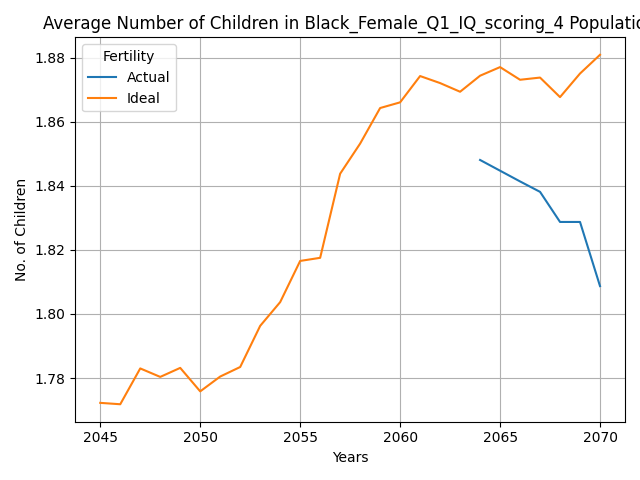 Average Number of Children in Black_Female_Q1_IQ_scoring_4 Populatio
Fertility
Actual
Ideal
1.88
1.86
1.84
1.82
1.80
1.78
No. of Children
2045 2050 2055 2060 2065 2070
Years